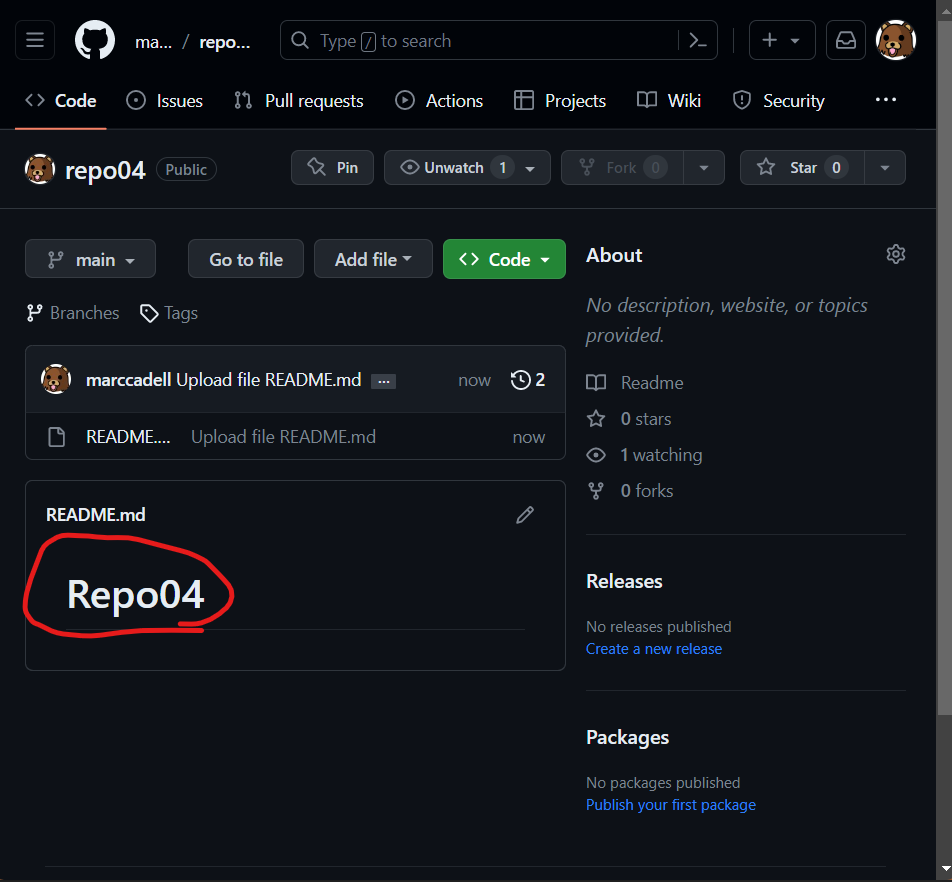 ma... / repo...
Type / to search
Code Issues Pull requests Actions Projects Wiki Security ...
repo04 Public Pin Unwatch 1 Fork 0 Star 0
main Go to file Add file Code
Branches Tags
marccadell Upload file README.md ... now 2
README.... Upload file README.md now
README.md
Repo04
About
No description, website, or topics
provided.
Readme
0 stars
1 watching
0 forks
Releases
No releases published
Create a new release
Packages
No packages published
Publish your first package